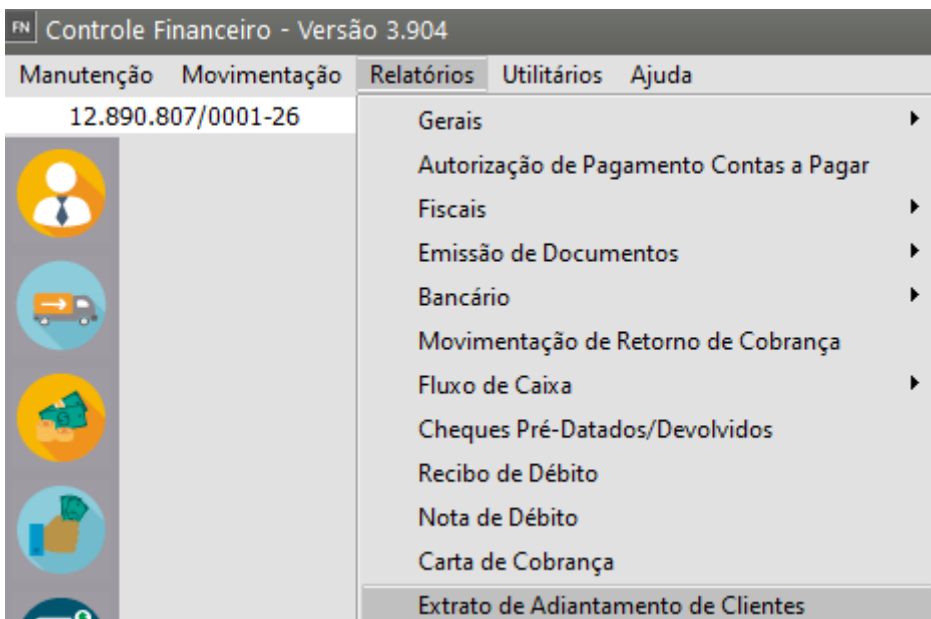 FN Controle Financeiro - Versão 3.904
Manutenção Movimentação Relatórios Utilitários Ajuda
12.890.807/0001-26
Gerais
Autorização de Pagamento Contas a Pagar
Fiscais
Emissão de Documentos
Bancário
Movimentação de Retorno de Cobrança
Fluxo de Caixa
Cheques Pré-Datados/Devolvidos
Recibo de Débito
Nota de Débito
Carta de Cobrança
Extrato de Adiantamento de Clientes